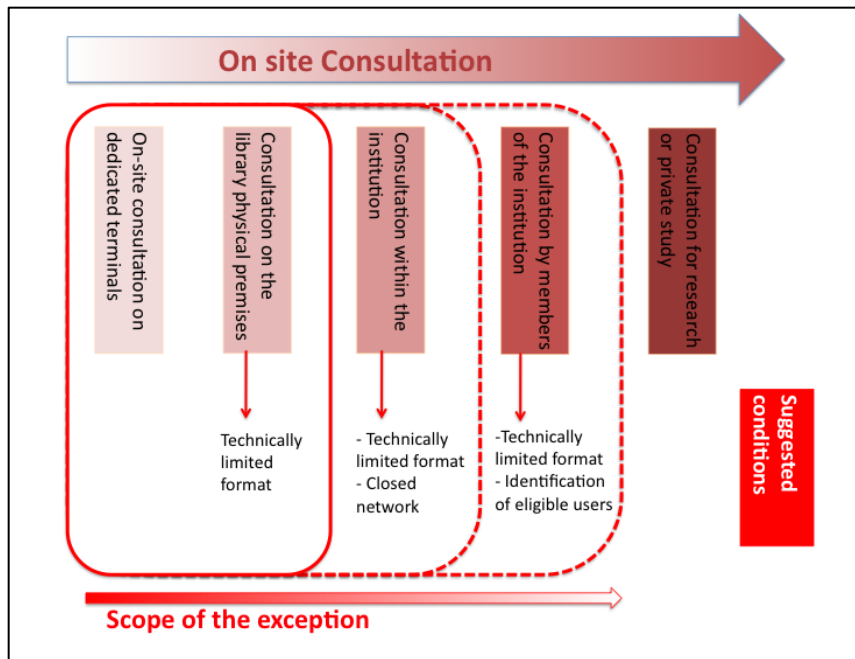 On site Consultation
On-site consultation on
dedicated terminals
Consultation on the
library physical premises
Consultation within the
institution
Consultation by members
of the institution
Consultation for research
or private study
Technically
limited
format
- Technically
limited format
- Closed
network
-Technically
limited format
- Identification
of eligible users
Suggested
conditions
Scope of the exception